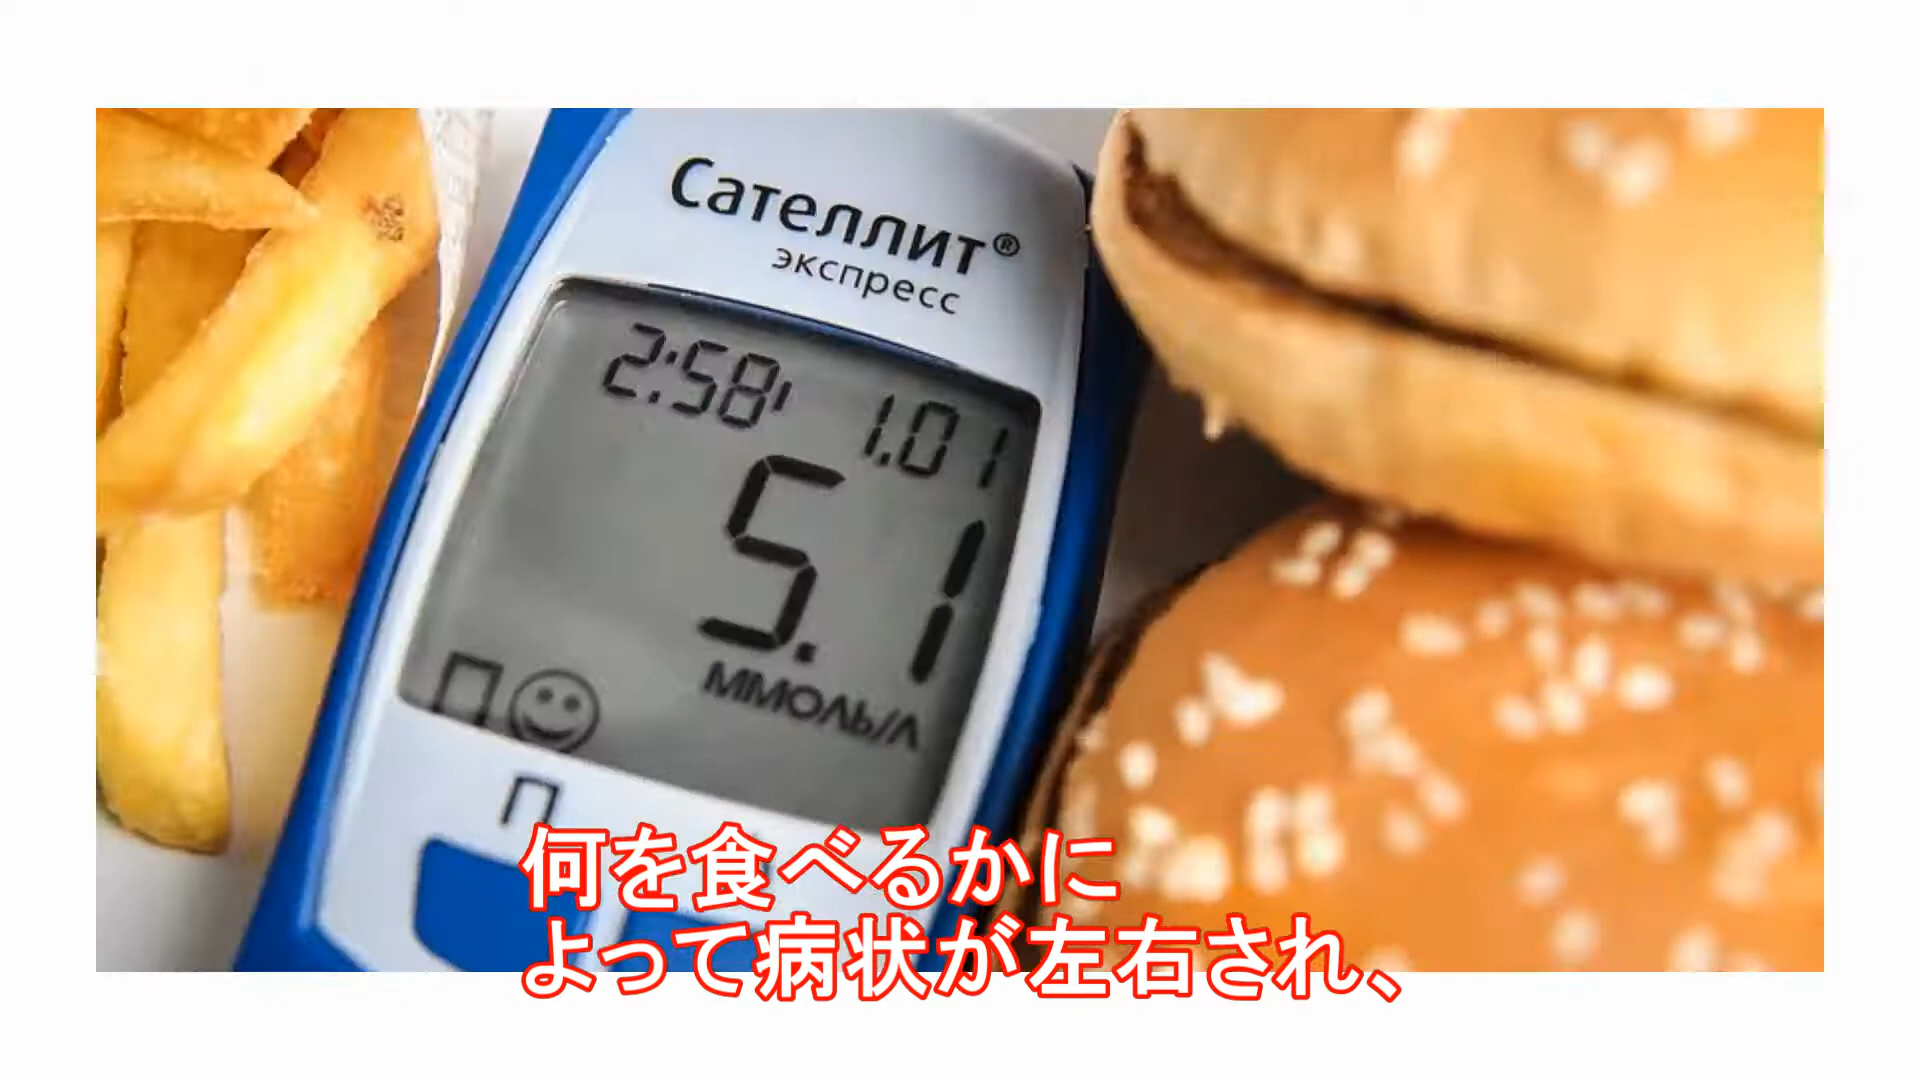 Сателлит®
экспресс
2:58 1.01
5.1
ММОЛЬ/Л
П
何を食べるかに
よって病状が左右され、